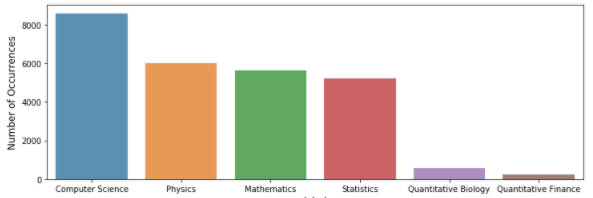 8000
6000
4000
2000
0
Number of Occurrences
Computer Science Physics Mathematics Statistics Quantitative Biology Quantitative Finance